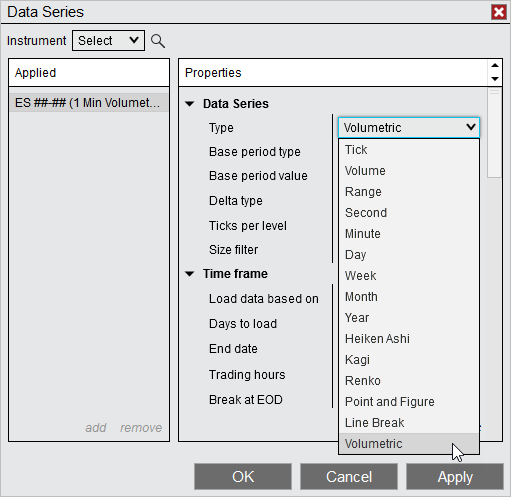 Data Series
Instrument Select
Applied
ES ##-## (1 Min Volumet...
add remove
Properties
Data Series
Type Volumetric
Base period type
Base period value
Delta type
Ticks per level
Size filter
Time frame
Load data based on
Days to load
End date
Trading hours
Break at EOD
Tick
Volume
Range
Second
Minute
Day
Week
Month
Year
Heiken Ashi
Kagi
Renko
Point and Figure
Line Break
Volumetric
OK Cancel Apply